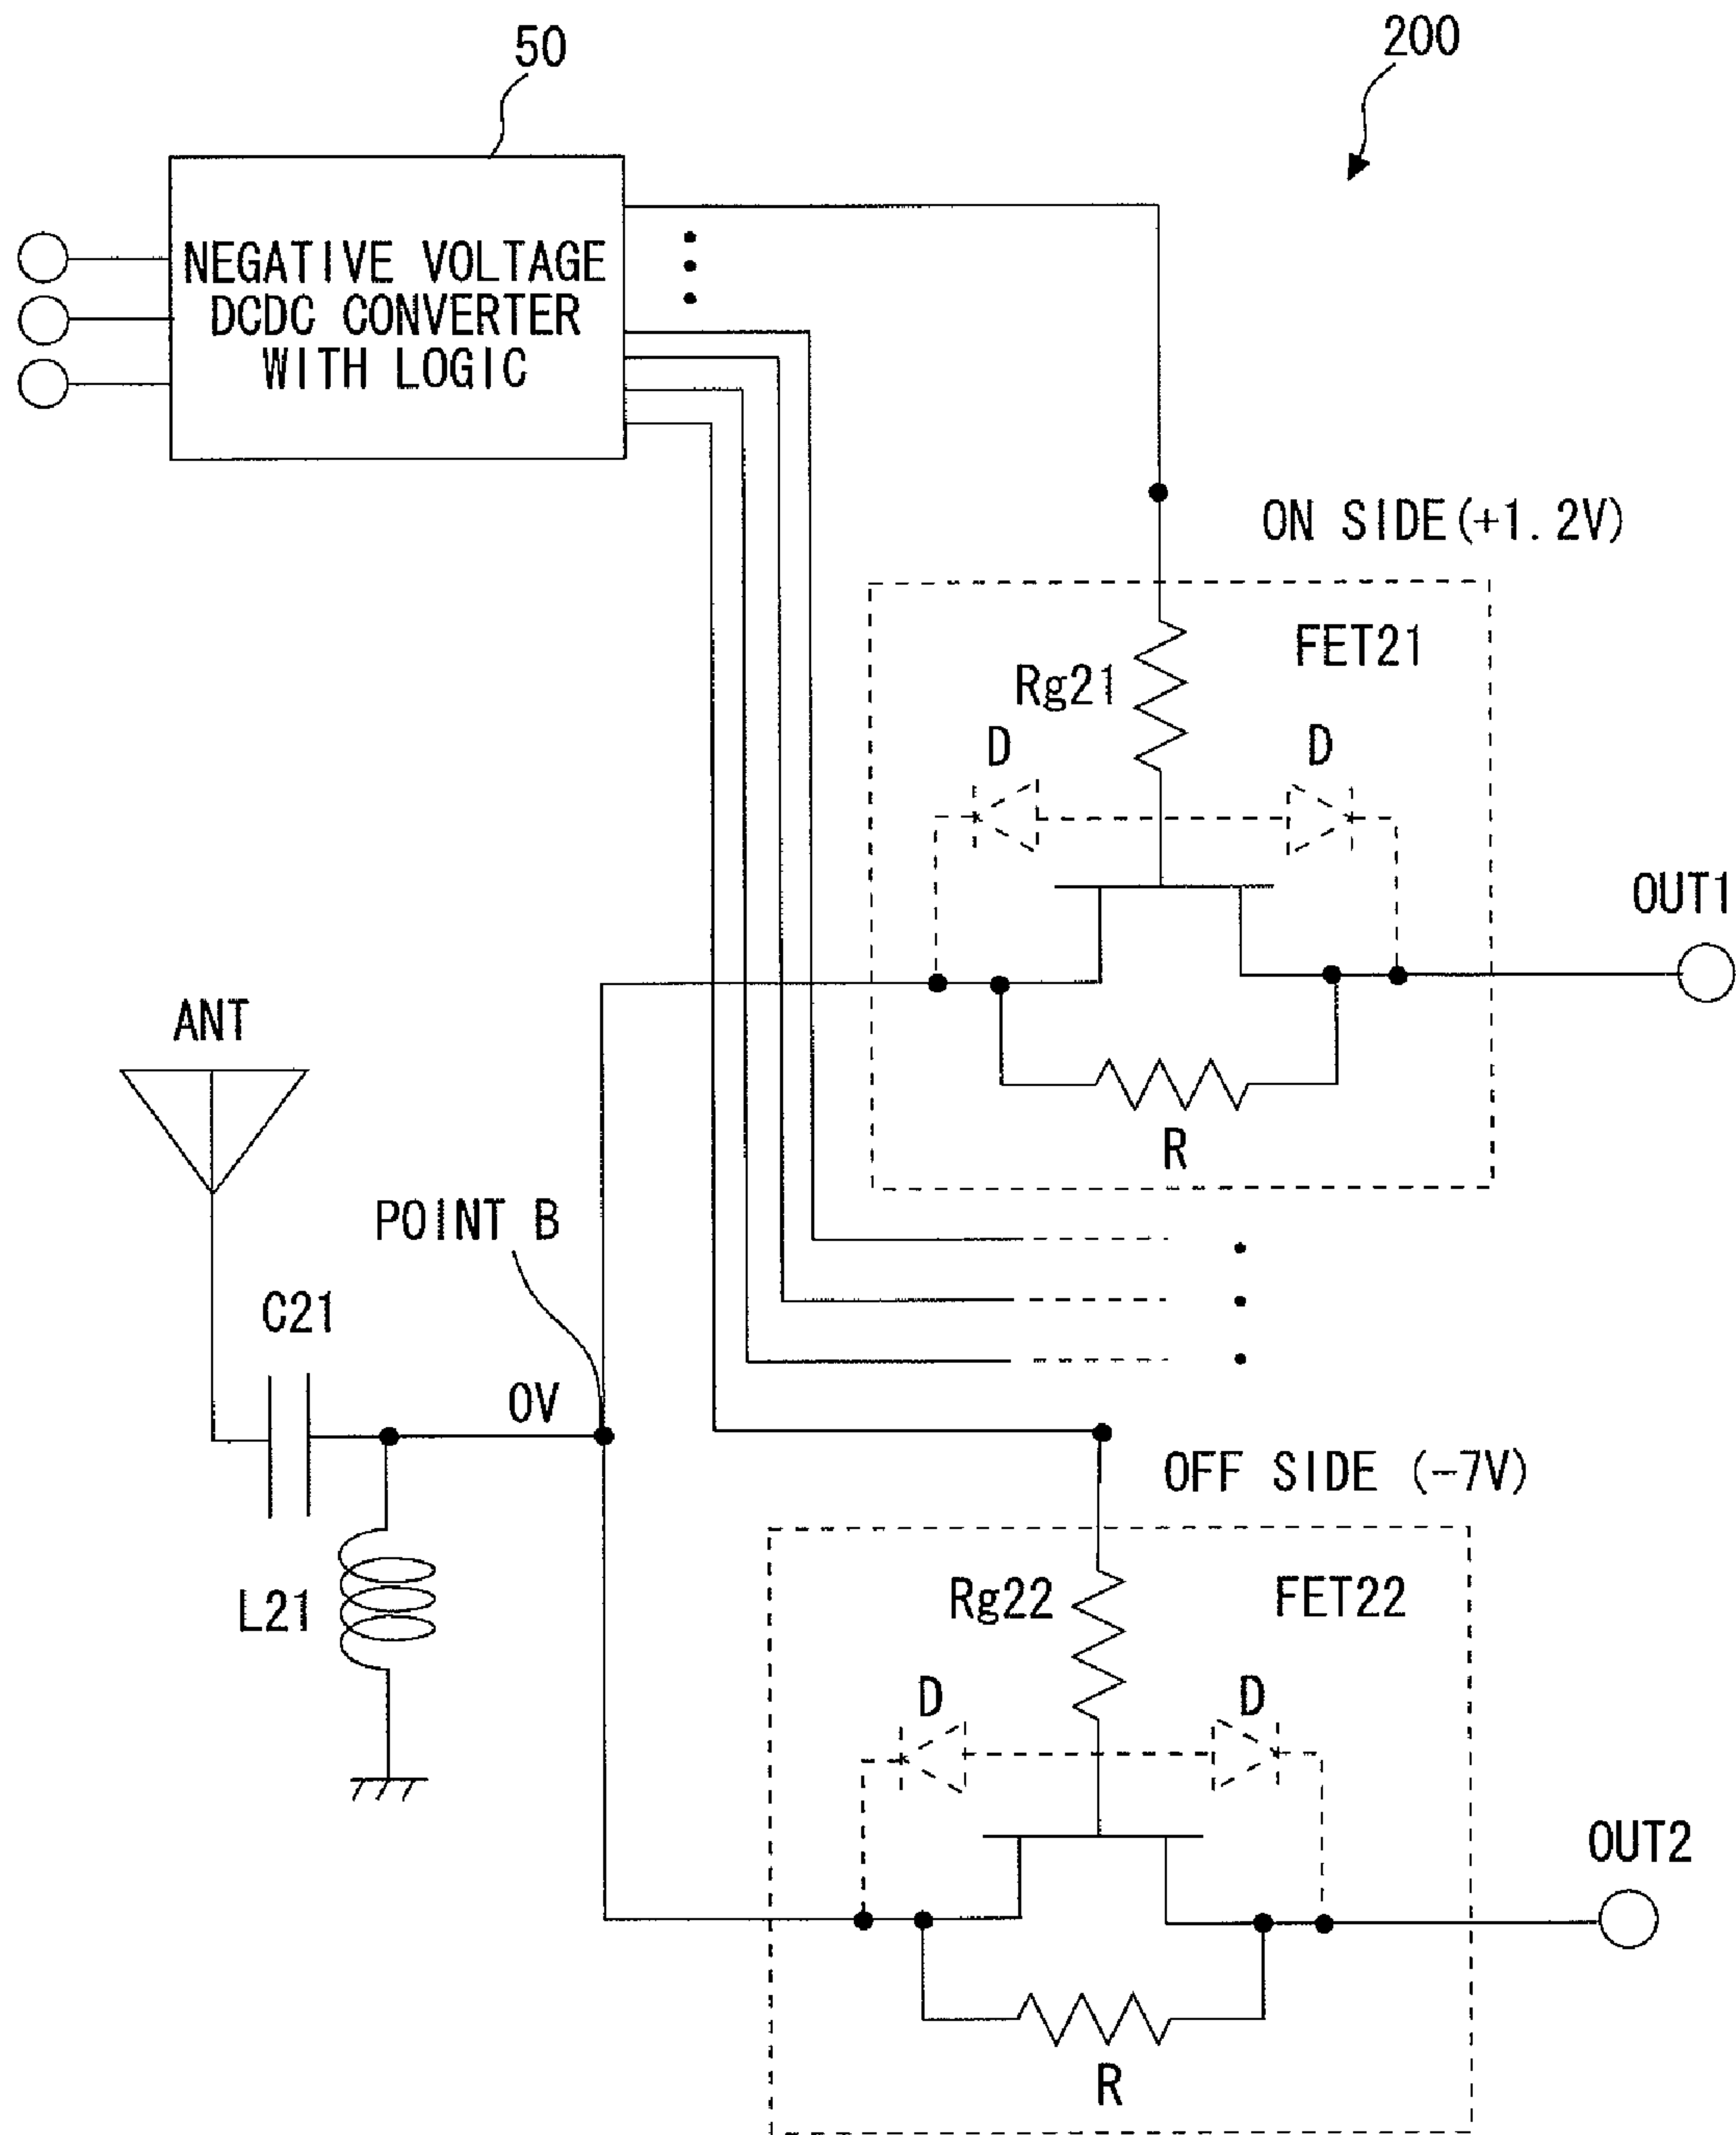 50
200
NEGATIVE VOLTAGE
DCDC CONVERTER
WITH LOGIC
ON SIDE(+1.2V)
FET21
Rg21
D
D
OUT1
ANT
R
POINT B
C21
0V
OFF SIDE (-7V)
Rg22
FET22
L21
D
D
OUT2
R